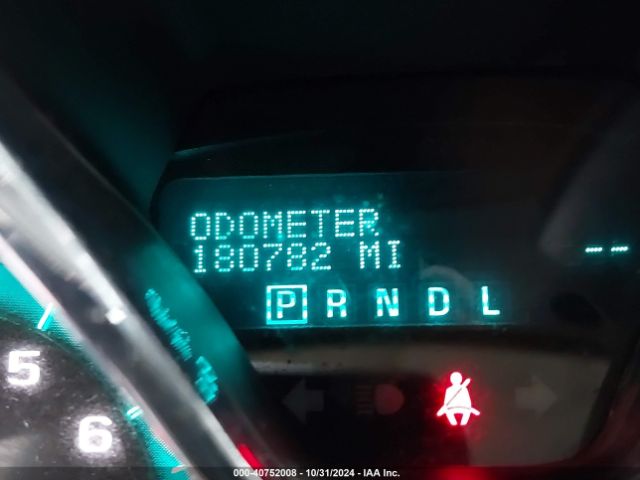 ODOMETER
180782 MI
-- --
P R N D L
5
6
000-40752008 - 10/31/2024 - IAA Inc.